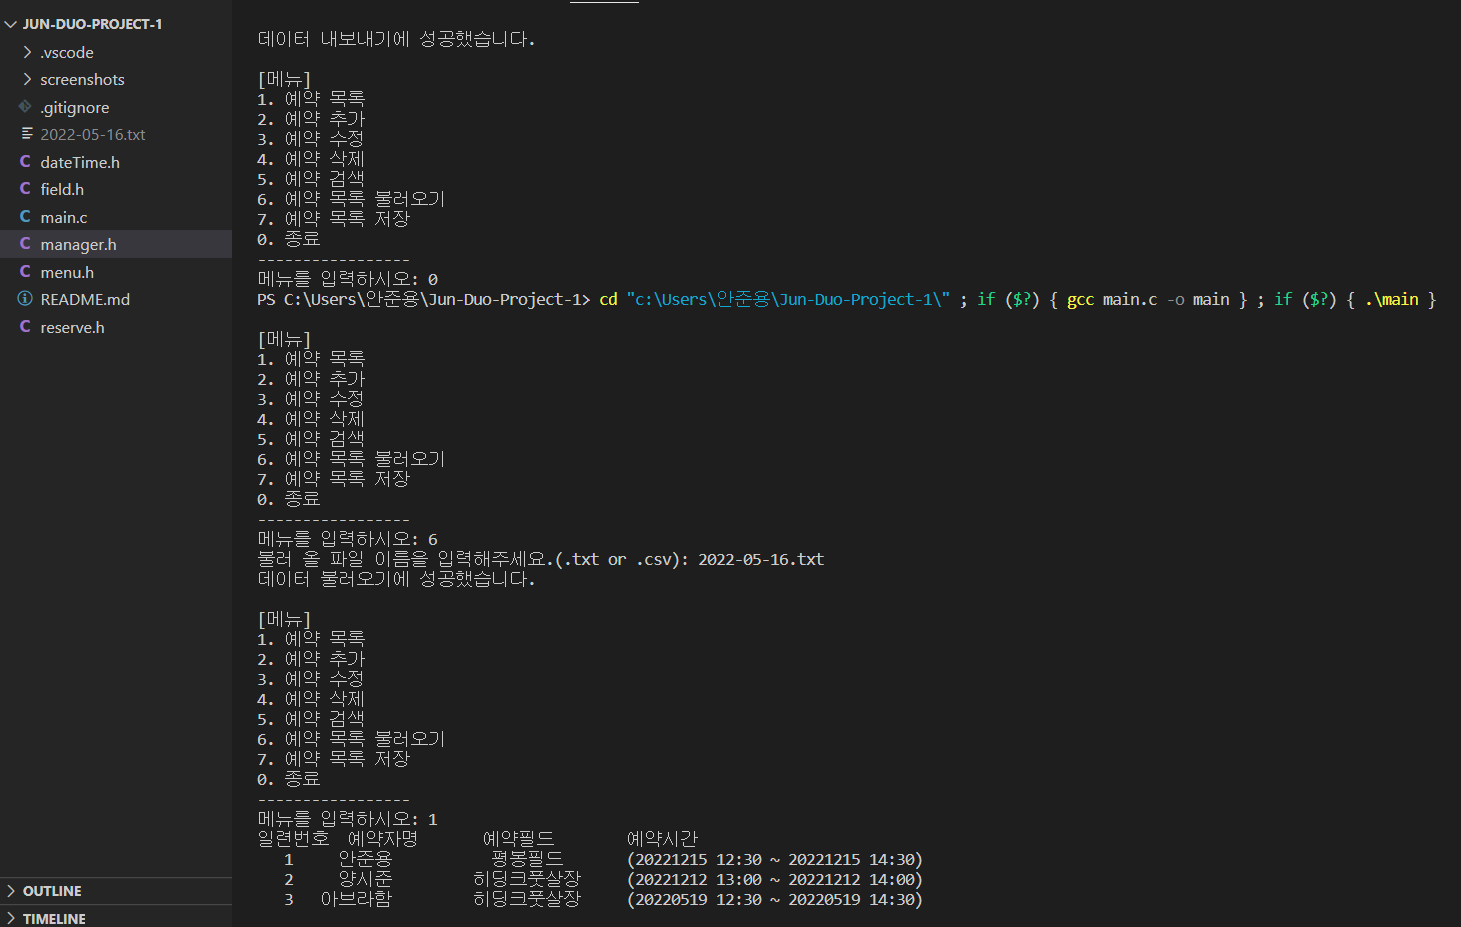 JUN-DUO-PROJECT-1
.vscode
screenshots
.gitignore
2022-05-16.txt
dateTime.h
field.h
main.c
manager.h
menu.h
README.md
reserve.h
OUTLINE
TIMELINE
데이터 내보내기에 성공했습니다.
[메뉴]
1. 예약 목록
2. 예약 추가
3. 예약 수정
4. 예약 삭제
5. 예약 검색
6. 예약 목록 불러오기
7. 예약 목록 저장
0. 종료
-----------------
메뉴를 입력하시오: 0
PS C:\Users\안준용\Jun-Duo-Project-1> cd "c:\Users\안준용\Jun-Duo-Project-1\" ; if ($?) { gcc main.c -o main } ; if ($?) { .\main }
[메뉴]
1. 예약 목록
2. 예약 추가
3. 예약 수정
4. 예약 삭제
5. 예약 검색
6. 예약 목록 불러오기
7. 예약 목록 저장
0. 종료
-----------------
메뉴를 입력하시오: 6
불러 올 파일 이름을 입력해주세요.(.txt or .csv): 2022-05-16.txt
데이터 불러오기에 성공했습니다.
[메뉴]
1. 예약 목록
2. 예약 추가
3. 예약 수정
4. 예약 삭제
5. 예약 검색
6. 예약 목록 불러오기
7. 예약 목록 저장
0. 종료
-----------------
메뉴를 입력하시오: 1
일련번호 예약자명 예약필드 예약시간
1 안준용 평봉필드 (20221215 12:30 ~ 20221215 14:30)
2 양시준 히딩크풋살장 (20221212 13:00 ~ 20221212 14:00)
3 아브라함 히딩크풋살장 (20220519 12:30 ~ 20220519 14:30)